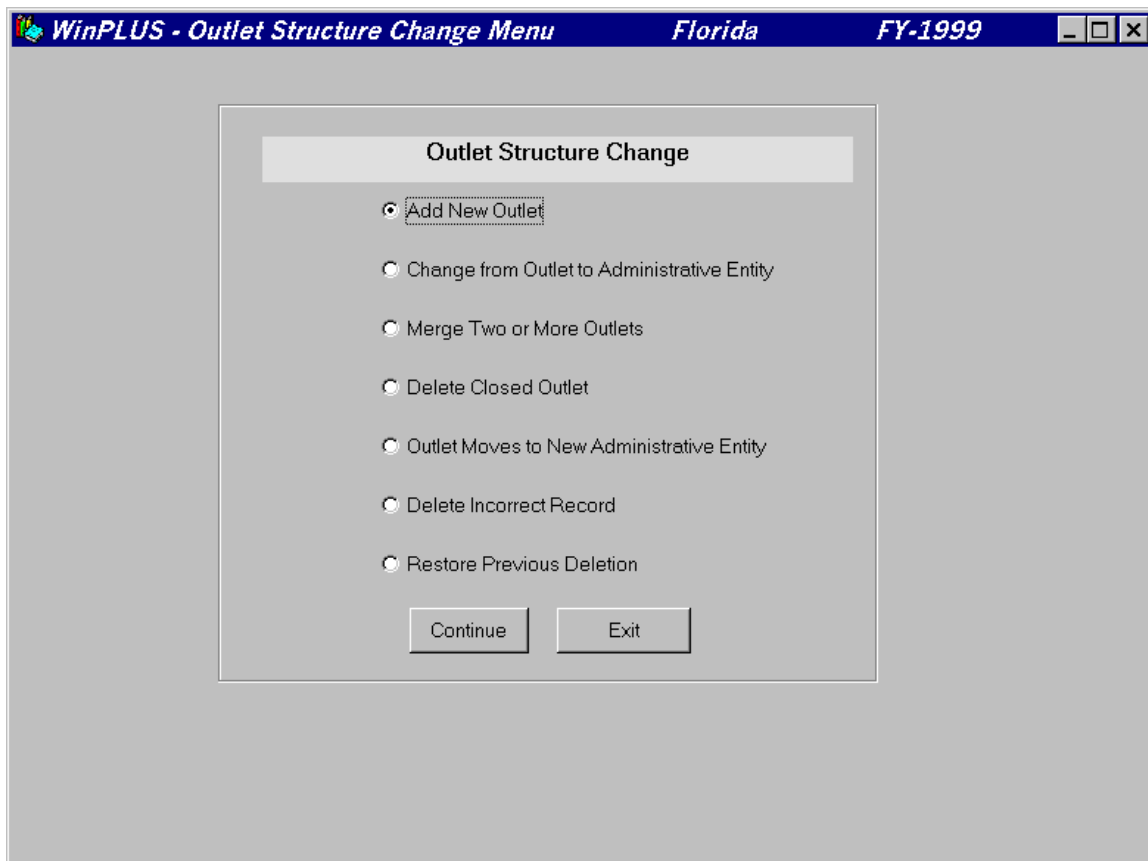 WinPLUS - Outlet Structure Change Menu Florida FY-1999
Outlet Structure Change
Add New Outlet
Change from Outlet to Administrative Entity
Merge Two or More Outlets
Delete Closed Outlet
Outlet Moves to New Administrative Entity
Delete Incorrect Record
Restore Previous Deletion
Continue Exit